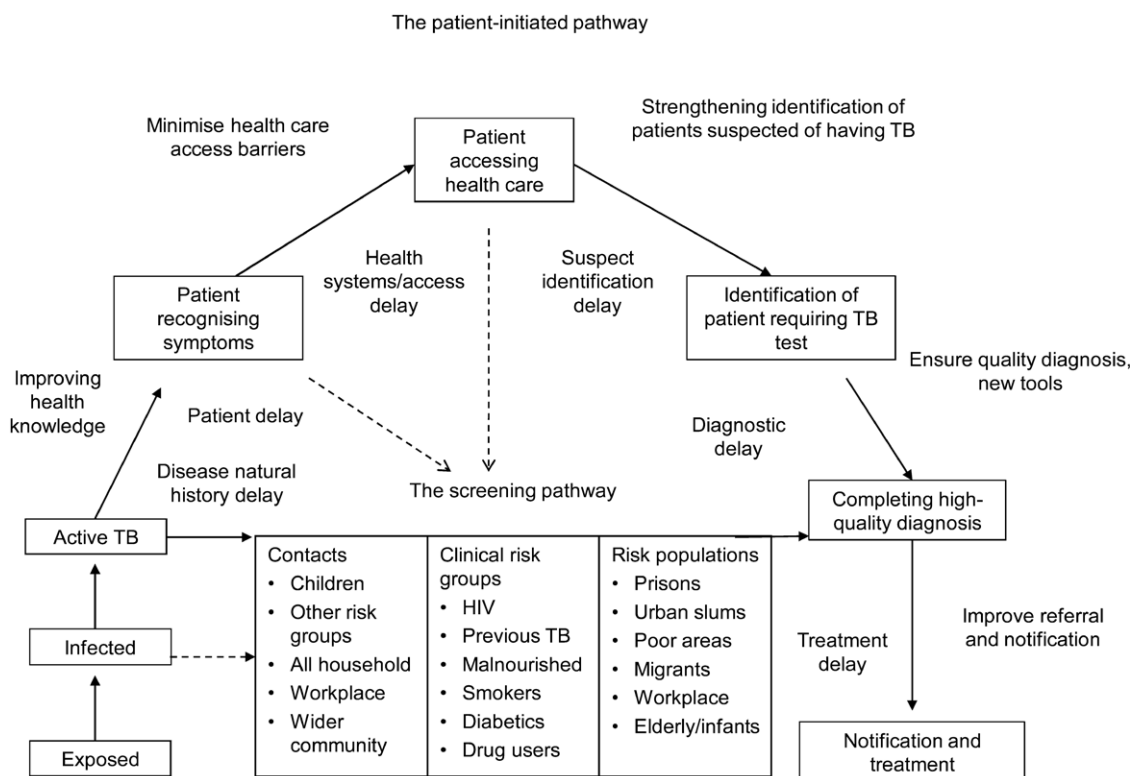 The patient-initiated pathway
Minimise health care
access barriers
Strengthening identification of
patients suspected of having TB
Patient
accessing
health care
Health
systems/access
delay
Suspect
identification
delay
Patient
recognising
symptoms
Identification of
patient requiring TB
test
Improving
health
knowledge
Patient delay
Ensure quality diagnosis,
new tools
Diagnostic
delay
Disease natural
history delay
The screening pathway
Active TB
Completing high-
quality diagnosis
Contacts
• Children
• Other risk
groups
• All household
• Workplace
• Wider
community
Clinical risk
groups
• HIV
• Previous TB
• Malnourished
• Smokers
• Diabetics
• Drug users
Risk populations
• Prisons
• Urban slums
• Poor areas
• Migrants
• Workplace
• Elderly/infants
Infected
Treatment
delay
Improve referral
and notification
Exposed
Notification and
treatment